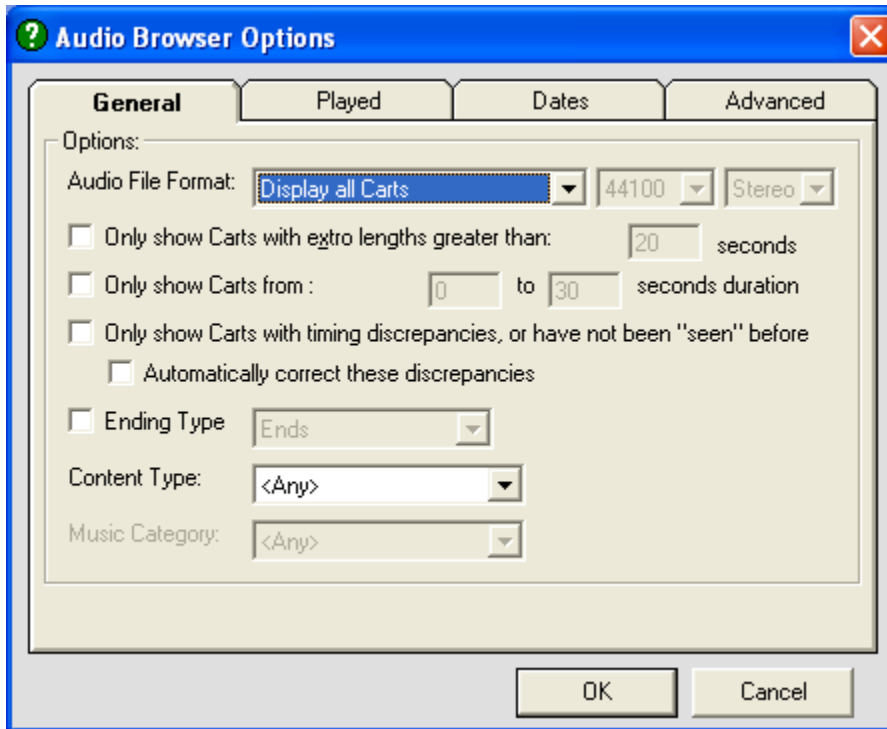 Audio Browser Options
General Played Dates Advanced
Options:
Audio File Format: Display all Carts 44100 Stereo
Only show Carts with extro lengths greater than: 20 seconds
Only show Carts from : 0 to 30 seconds duration
Only show Carts with timing discrepancies, or have not been "seen" before
Automatically correct these discrepancies
Ending Type Ends
Content Type: <Any>
Music Category: <Any>
OK Cancel